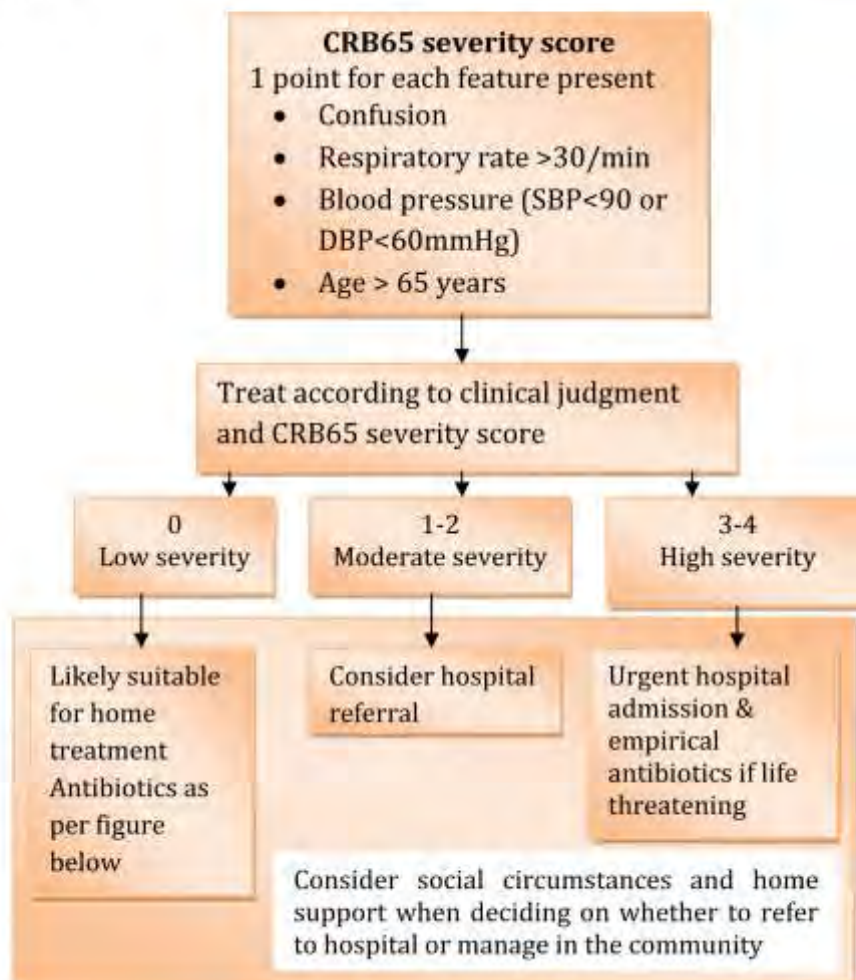 CRB65 severity score
1 point for each feature present
• Confusion
• Respiratory rate >30/min
• Blood pressure (SBP<90 or
DBP<60mmHg)
• Age > 65 years
Treat according to clinical judgment
and CRB65 severity score
0
Low severity
1-2
Moderate severity
3-4
High severity
Likely suitable
for home
treatment
Antibiotics as
per figure
below
Consider hospital
referral
Urgent hospital
admission &
empirical
antibiotics if life
threatening
Consider social circumstances and home
support when deciding on whether to refer
to hospital or manage in the community